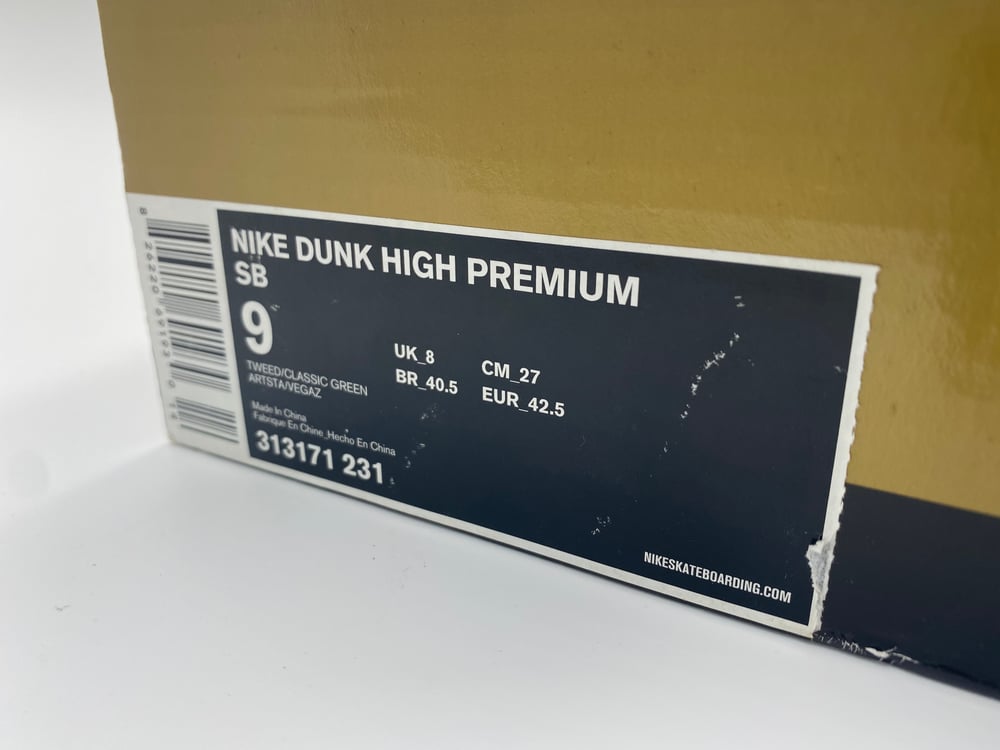 NIKE DUNK HIGH PREMIUM
SB
9
UK_8 CM_27
BR_40.5 EUR_42.5
TWEED/CLASSIC GREEN
ARTSTA/VEGAZ
Made In China
Fabrique En Chine_Hecho En China
313171 231
NIKESKATEBOARDING.COM